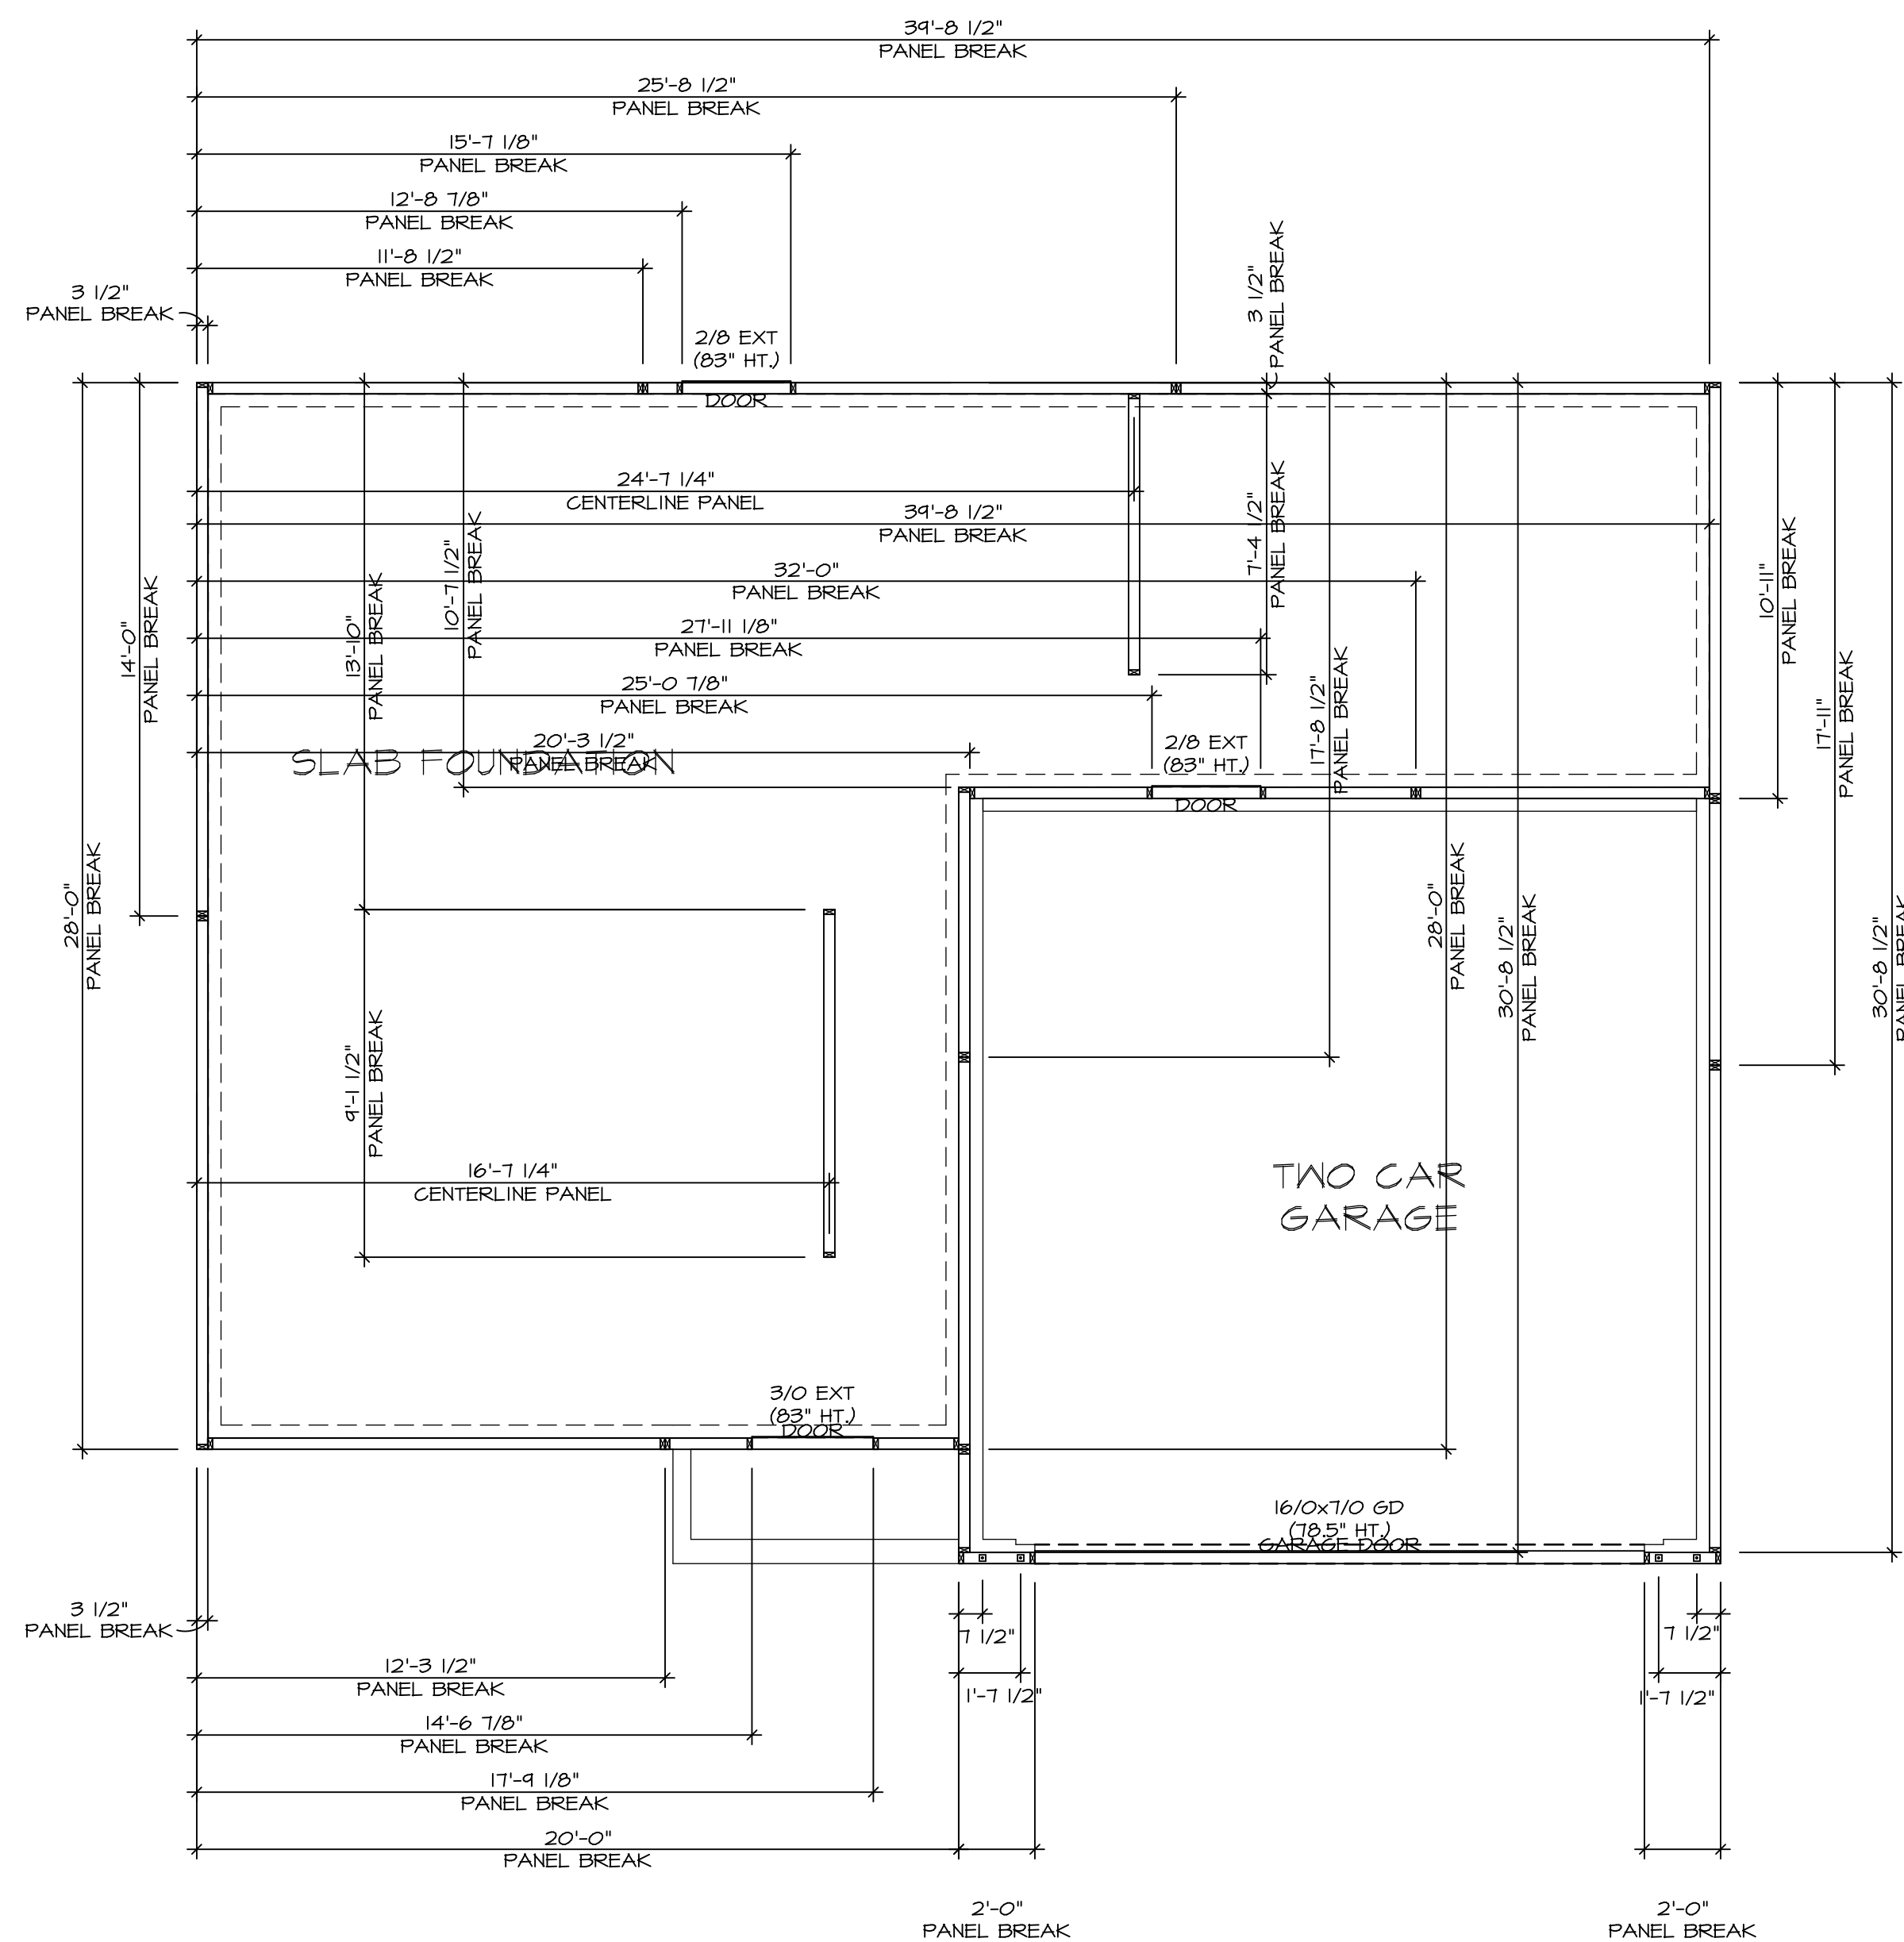 39'-8 1/2"
PANEL BREAK
25'-8 1/2"
PANEL BREAK
15'-7 1/8"
PANEL BREAK
12'-8 7/8"
PANEL BREAK
11'-8 1/2"
PANEL BREAK
3 1/2"
PANEL BREAK
3 1/2"
PANEL BREAK
2/8 EXT
(83" HT.)
DOOR
24'-7 1/4"
CENTERLINE PANEL
39'-8 1/2"
PANEL BREAK
32'-0"
PANEL BREAK
27'-11 1/8"
PANEL BREAK
25'-0 7/8"
PANEL BREAK
20'-3 1/2"
PANEL BREAK
SLAB FOUNDATION
14'-0"
PANEL BREAK
28'-0"
PANEL BREAK
13'-10"
PANEL BREAK
10'-7 1/2"
PANEL BREAK
7'-4 1/2"
PANEL BREAK
17'-8 1/2"
PANEL BREAK
10'-11"
PANEL BREAK
17'-11"
PANEL BREAK
2/8 EXT
(83" HT.)
DOOR
28'-0"
PANEL BREAK
30'-8 1/2"
PANEL BREAK
30'-8 1/2"
PANEL BREAK
9'-1 1/2"
PANEL BREAK
16'-7 1/4"
CENTERLINE PANEL
TWO CAR
GARAGE
3/0 EXT
(83" HT.)
DOOR
16/0x7/0 GD
(78.5" HT.)
GARAGE DOOR
3 1/2"
PANEL BREAK
7 1/2"
7 1/2"
12'-3 1/2"
PANEL BREAK
1'-7 1/2"
1'-7 1/2"
14'-6 7/8"
PANEL BREAK
17'-9 1/8"
PANEL BREAK
20'-0"
PANEL BREAK
2'-0"
PANEL BREAK
2'-0"
PANEL BREAK